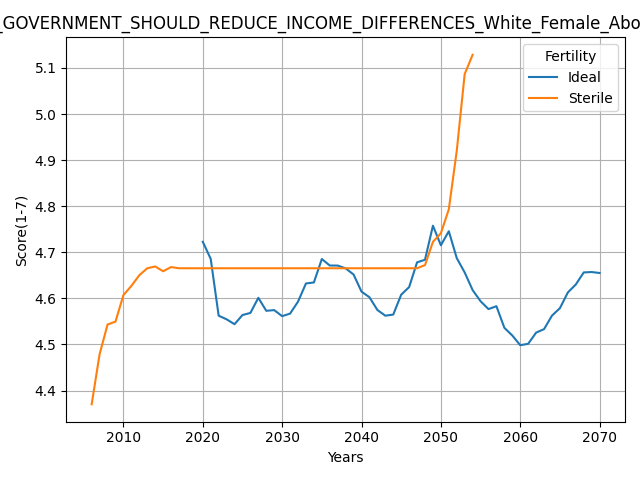 _GOVERNMENT_SHOULD_REDUCE_INCOME_DIFFERENCES_White_Female_Abo
Fertility
Ideal
Sterile
5.1
5.0
4.9
4.8
4.7
4.6
4.5
4.4
Score(1-7)
2010 2020 2030 2040 2050 2060 2070
Years